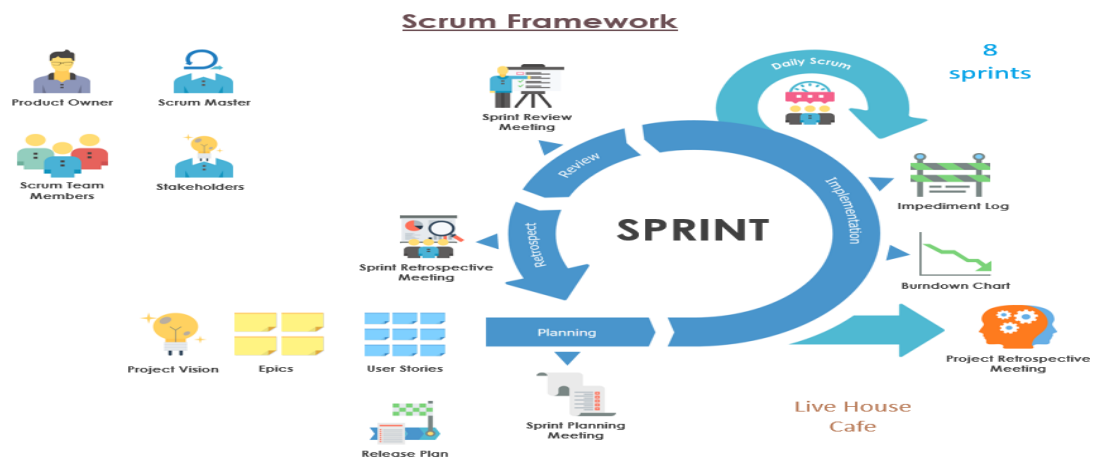 Scrum Framework
8
sprints
Daily Scrum
Product Owner
Scrum Master
Sprint Review
Meeting
Scrum Team
Members
Stakeholders
Review
Implementation
Impediment Log
SPRINT
Retrospect
Sprint Retrospective
Meeting
Burndown Chart
Planning
Project Vision
Epics
User Stories
Project Retrospective
Meeting
Sprint Planning
Meeting
Live House
Cafe
Release Plan